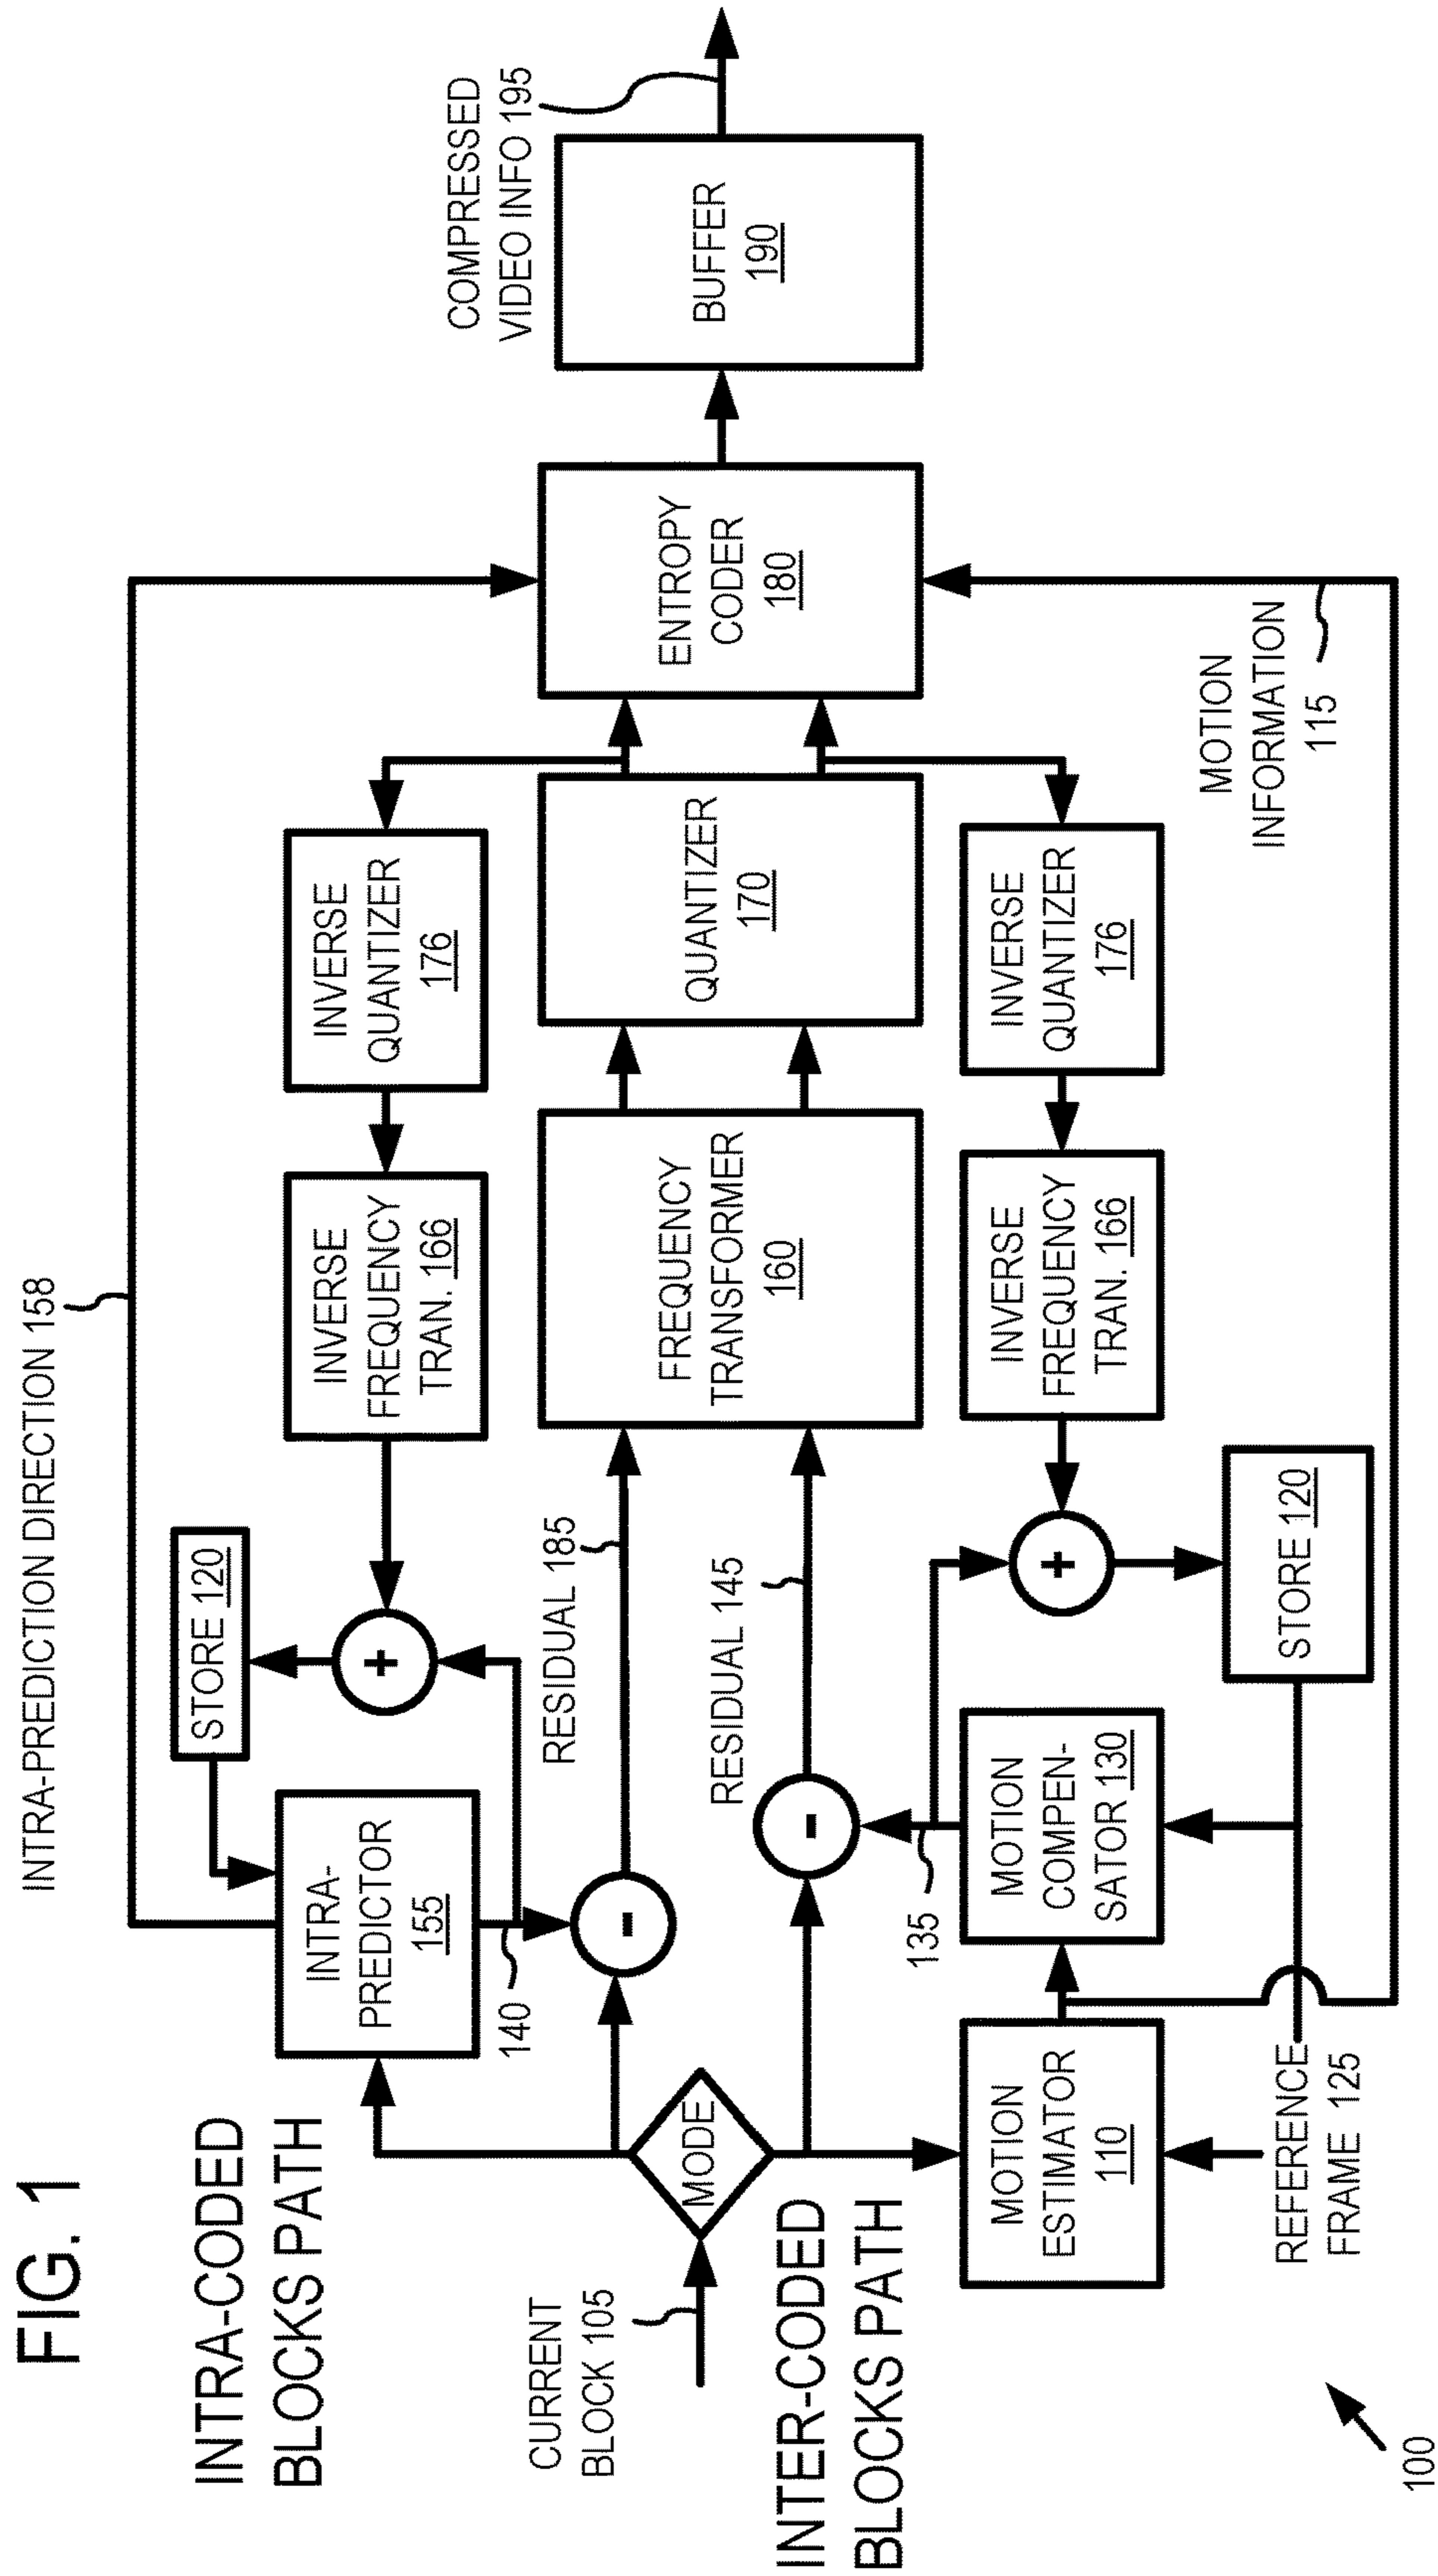 FIG. 1
INTRA-PREDICTION DIRECTION 158
INTRA-CODED
BLOCKS PATH
INTRA-
PREDICTOR
155
STORE 120
+
INVERSE
FREQUENCY
TRAN. 166
INVERSE
QUANTIZER
176
140
-
RESIDUAL 185
CURRENT
BLOCK 105
MODE
FREQUENCY
TRANSFORMER
160
QUANTIZER
170
ENTROPY
CODER
180
BUFFER
190
COMPRESSED
VIDEO INFO 195
INTER-CODED
BLOCKS PATH
-
RESIDUAL 145
135
MOTION
ESTIMATOR
110
MOTION
COMPEN-
SATOR 130
+
INVERSE
FREQUENCY
TRAN. 166
INVERSE
QUANTIZER
176
STORE 120
REFERENCE
FRAME 125
MOTION
INFORMATION
115
100